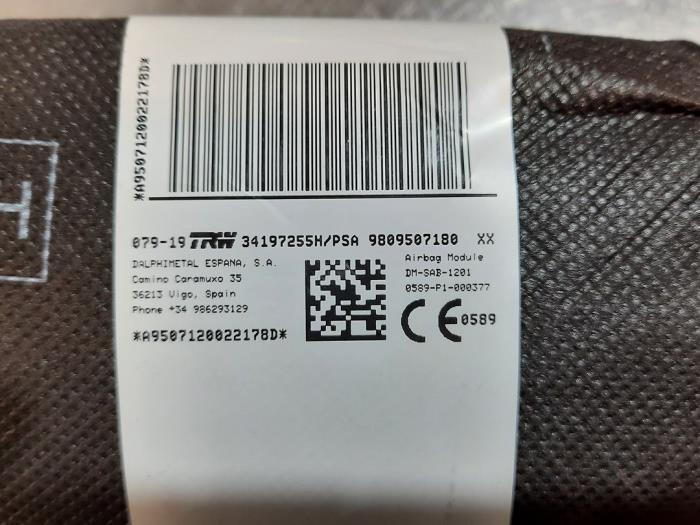 *A9507120022178D*
079-19 TRW 34197255H/PSA 9809507180 XX
DALPHIMETAL ESPANA, S.A.
Camino Caramuxo 35
36213 Vigo, Spain
Phone +34 986293129
*A9507120022178D*
Airbag Module
DM-SAB-1201
0589-P1-000377
CE 0589